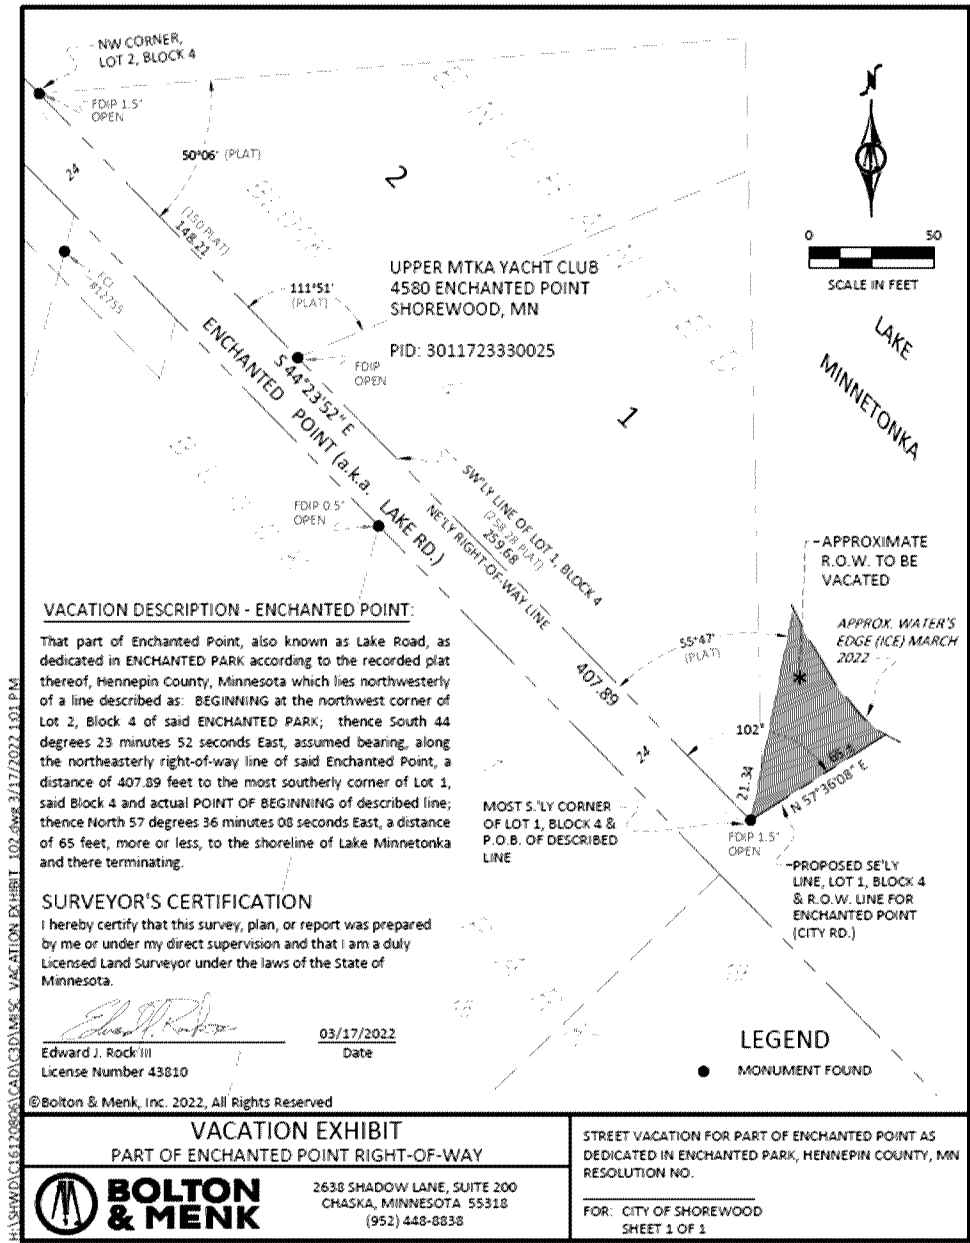 NW CORNER,
LOT 2, BLOCK 4
FDIP 1.5"
OPEN
50°06' (PLAT)
24
(150 PLAT)
148.21
2
N
0 50
SCALE IN FEET
FCI
#12755
111°51'
(PLAT)
UPPER MTKA YACHT CLUB
4580 ENCHANTED POINT
SHOREWOOD, MN
PID: 3011723330025
FDIP
OPEN
LAKE
MINNETONKA
1
S 44°23'52" E
ENCHANTED POINT (a.k.a. LAKE RD.)
SW'LY LINE OF LOT 1, BLOCK 4
(258.28 PLAT)
259.68
NE'LY RIGHT-OF-WAY LINE
FDIP 0.5"
OPEN
APPROXIMATE
R.O.W. TO BE
VACATED
APPROX. WATER'S
EDGE (ICE) MARCH
2022
55°47'
(PLAT)
*
407.89
102°
24
21.34
65±
N 57°36'08" E
MOST S.'LY CORNER
OF LOT 1, BLOCK 4 &
P.O.B. OF DESCRIBED
LINE
FDIP 1.5"
OPEN
PROPOSED SE'LY
LINE, LOT 1, BLOCK 4
& R.O.W. LINE FOR
ENCHANTED POINT
(CITY RD.)
VACATION DESCRIPTION - ENCHANTED POINT:
That part of Enchanted Point, also known as Lake Road, as
dedicated in ENCHANTED PARK according to the recorded plat
thereof, Hennepin County, Minnesota which lies northwesterly
of a line described as: BEGINNING at the northwest corner of
Lot 2, Block 4 of said ENCHANTED PARK; thence South 44
degrees 23 minutes 52 seconds East, assumed bearing, along
the northeasterly right-of-way line of said Enchanted Point, a
distance of 407.89 feet to the most southerly corner of Lot 1,
said Block 4 and actual POINT OF BEGINNING of described line;
thence North 57 degrees 36 minutes 08 seconds East, a distance
of 65 feet, more or less, to the shoreline of Lake Minnetonka
and there terminating.
SURVEYOR'S CERTIFICATION
I hereby certify that this survey, plan, or report was prepared
by me or under my direct supervision and that I am a duly
Licensed Land Surveyor under the laws of the State of
Minnesota.
03/17/2022
Edward J. Rock III Date
License Number 43810
LEGEND
MONUMENT FOUND
©Bolton & Menk, Inc. 2022, All Rights Reserved
VACATION EXHIBIT
PART OF ENCHANTED POINT RIGHT-OF-WAY
BOLTON
& MENK
2638 SHADOW LANE, SUITE 200
CHASKA, MINNESOTA 55318
(952) 448-8838
STREET VACATION FOR PART OF ENCHANTED POINT AS
DEDICATED IN ENCHANTED PARK, HENNEPIN COUNTY, MN
RESOLUTION NO.
FOR: CITY OF SHOREWOOD
SHEET 1 OF 1
H:\SHWD\C16120806\CAD\C3D\MISC_VACATION EXHIBIT_102.dwg 3/17/2022 1:01 PM